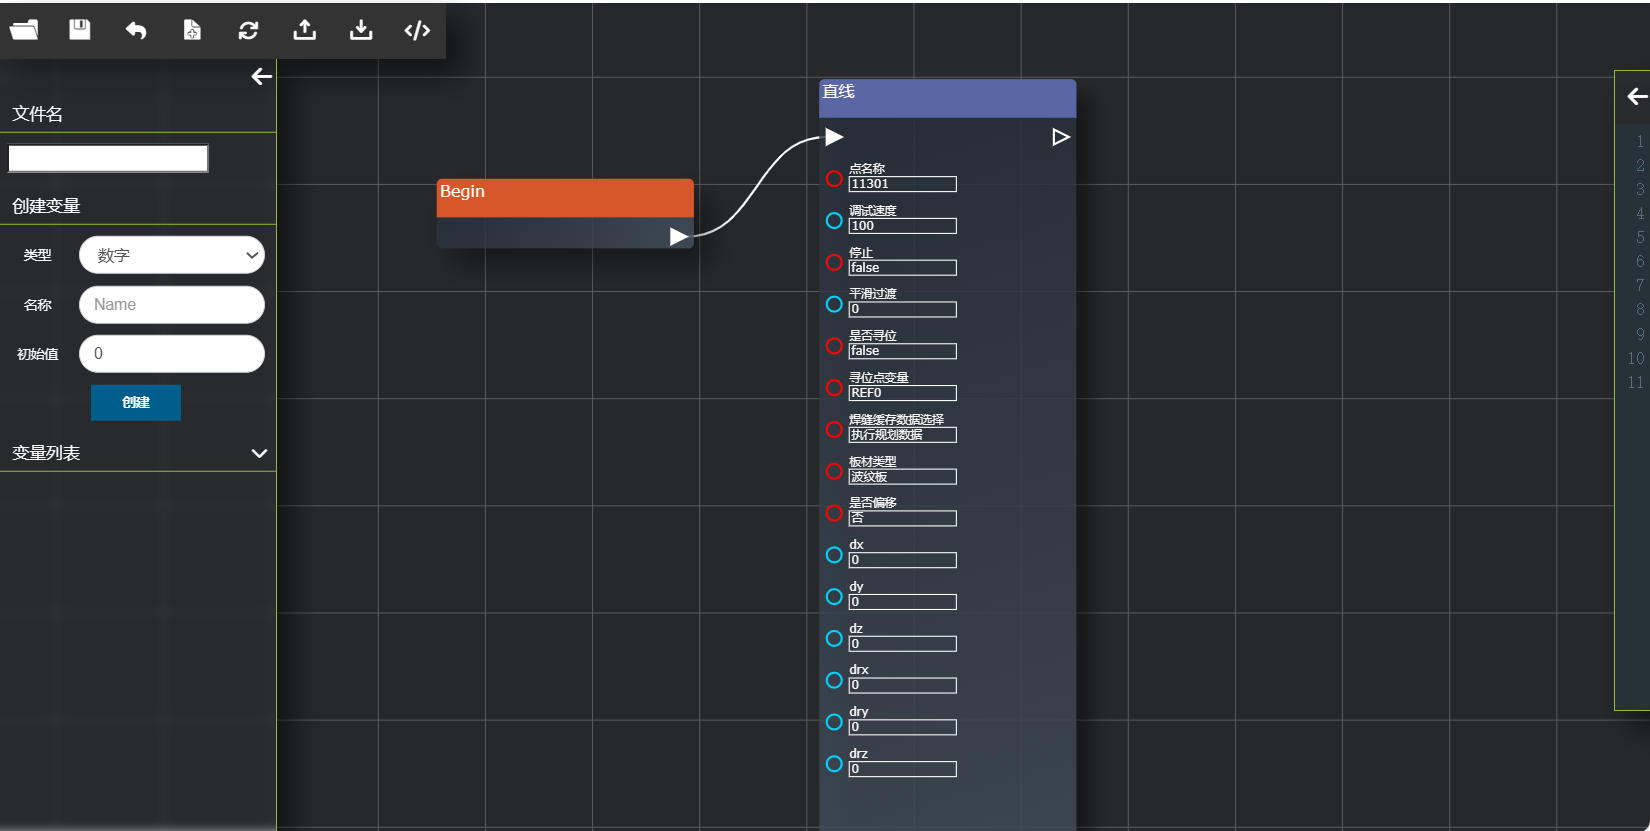 文件名
创建变量
类型
数字
名称
Name
初始值
0
创建
变量列表
Begin
直线
点名称
11301
调试速度
100
停止
false
平滑过渡
0
是否寻位
false
寻位点变量
REF0
焊缝缓存数据选择
执行规划数据
板材类型
波纹板
是否偏移
否
dx
0
dy
0
dz
0
drx
0
dry
0
drz
0
1
2
3
4
5
6
7
8
9
10
11